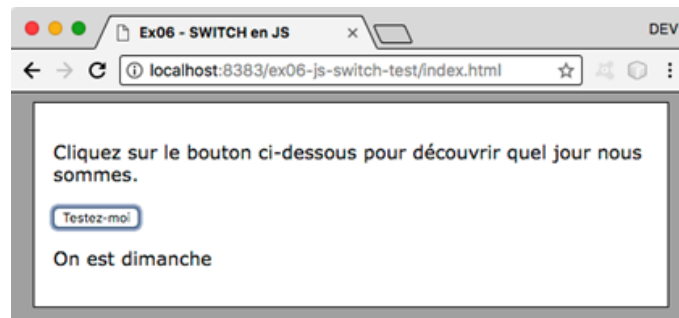 Ex06 - SWITCH en JS
DEV
localhost:8383/ex06-js-switch-test/index.html
Cliquez sur le bouton ci-dessous pour découvrir quel jour nous
sommes.
Testez-moi
On est dimanche